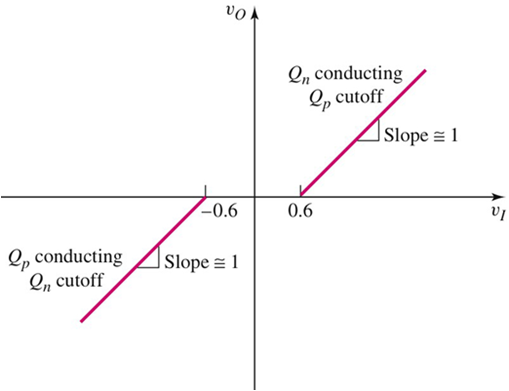 v_O
Q_n conducting
Q_p cutoff
Slope ≅ 1
−0.6
0.6
v_I
Q_p conducting
Q_n cutoff
Slope ≅ 1